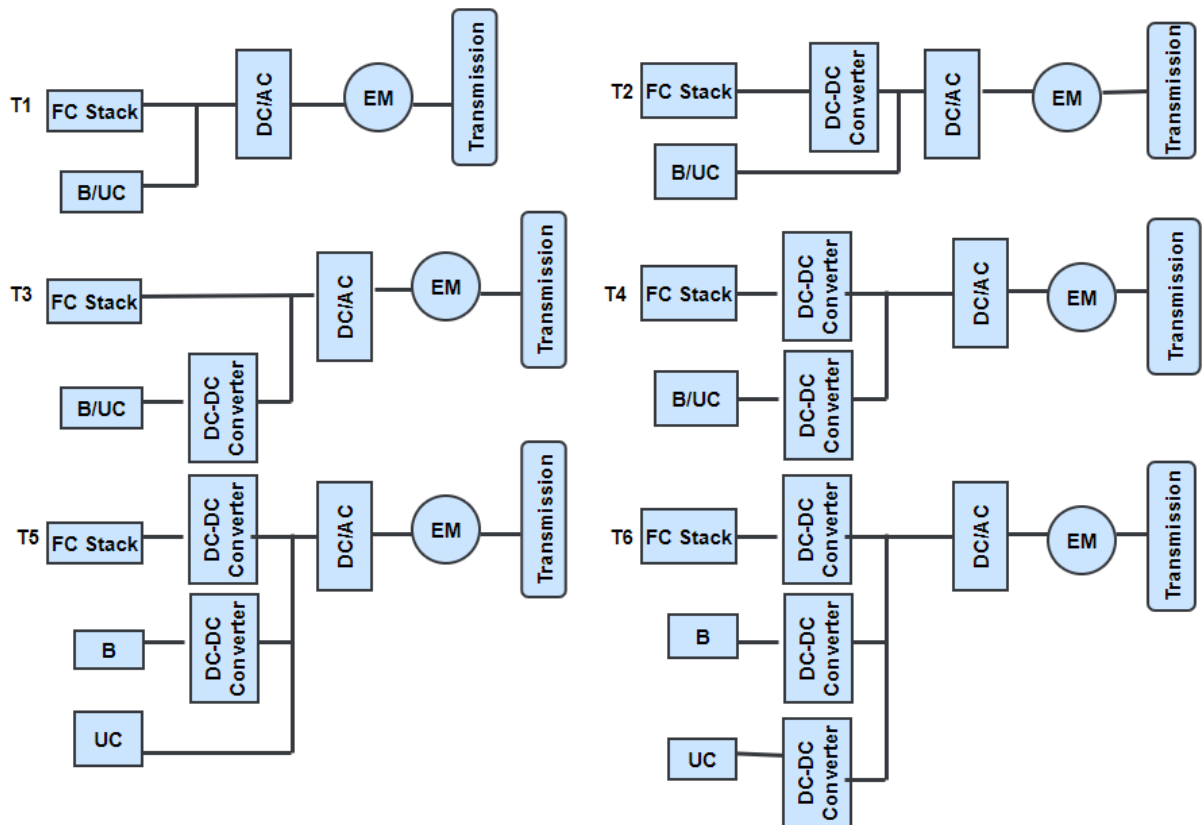 T1
FC Stack
B/UC
DC/AC
EM
Transmission
T2
FC Stack
B/UC
DC-DC
Converter
DC/AC
EM
Transmission
T3
FC Stack
B/UC
DC-DC
Converter
DC/AC
EM
Transmission
T4
FC Stack
B/UC
DC-DC
Converter
DC-DC
Converter
DC/AC
EM
Transmission
T5
FC Stack
DC-DC
Converter
B
DC-DC
Converter
UC
DC/AC
EM
Transmission
T6
FC Stack
DC-DC
Converter
B
DC-DC
Converter
UC
DC-DC
Converter
DC/AC
EM
Transmission